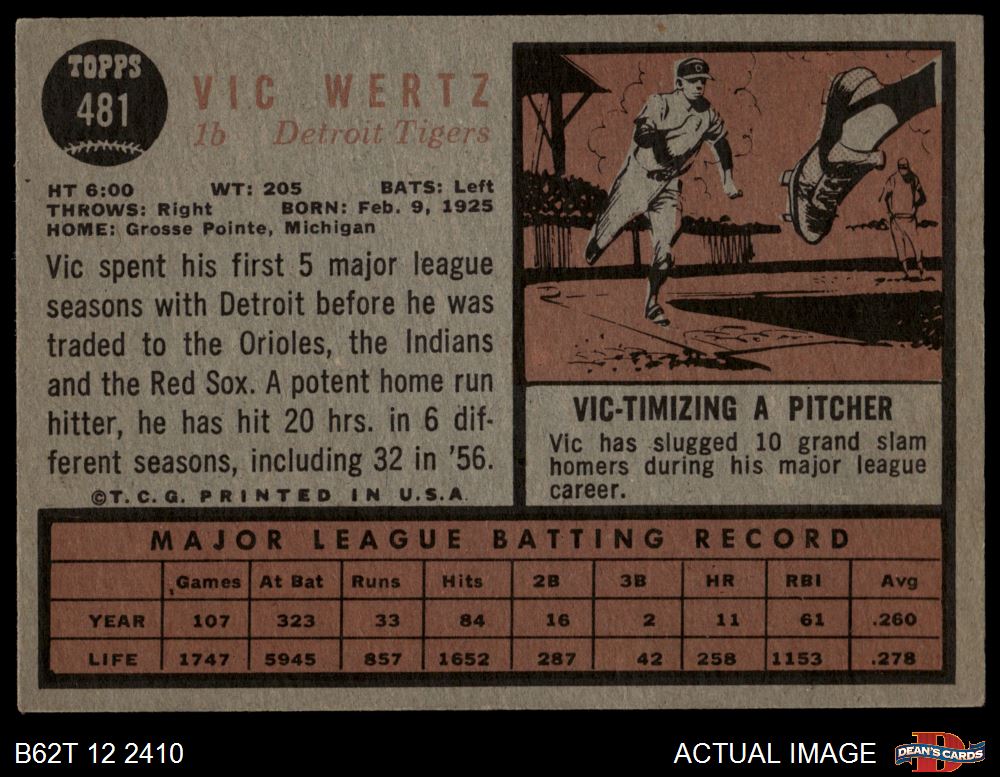 TOPPS
481
VIC WERTZ
1b Detroit Tigers
HT 6:00 WT: 205 BATS: Left
THROWS: Right BORN: Feb. 9, 1925
HOME: Grosse Pointe, Michigan
Vic spent his first 5 major league
seasons with Detroit before he was
traded to the Orioles, the Indians
and the Red Sox. A potent home run
hitter, he has hit 20 hrs. in 6 dif-
ferent seasons, including 32 in '56.
©T.C.G. PRINTED IN U.S.A.
C
VIC-TIMIZING A PITCHER
Vic has slugged 10 grand slam
homers during his major league
career.
MAJOR LEAGUE BATTING RECORD
Games At Bat Runs Hits 2B 3B HR RBI Avg
YEAR 107 323 33 84 16 2 11 61 .260
LIFE 1747 5945 857 1652 287 42 258 1153 .278
B62T 12 2410 ACTUAL IMAGE
D
DEAN'S CARDS